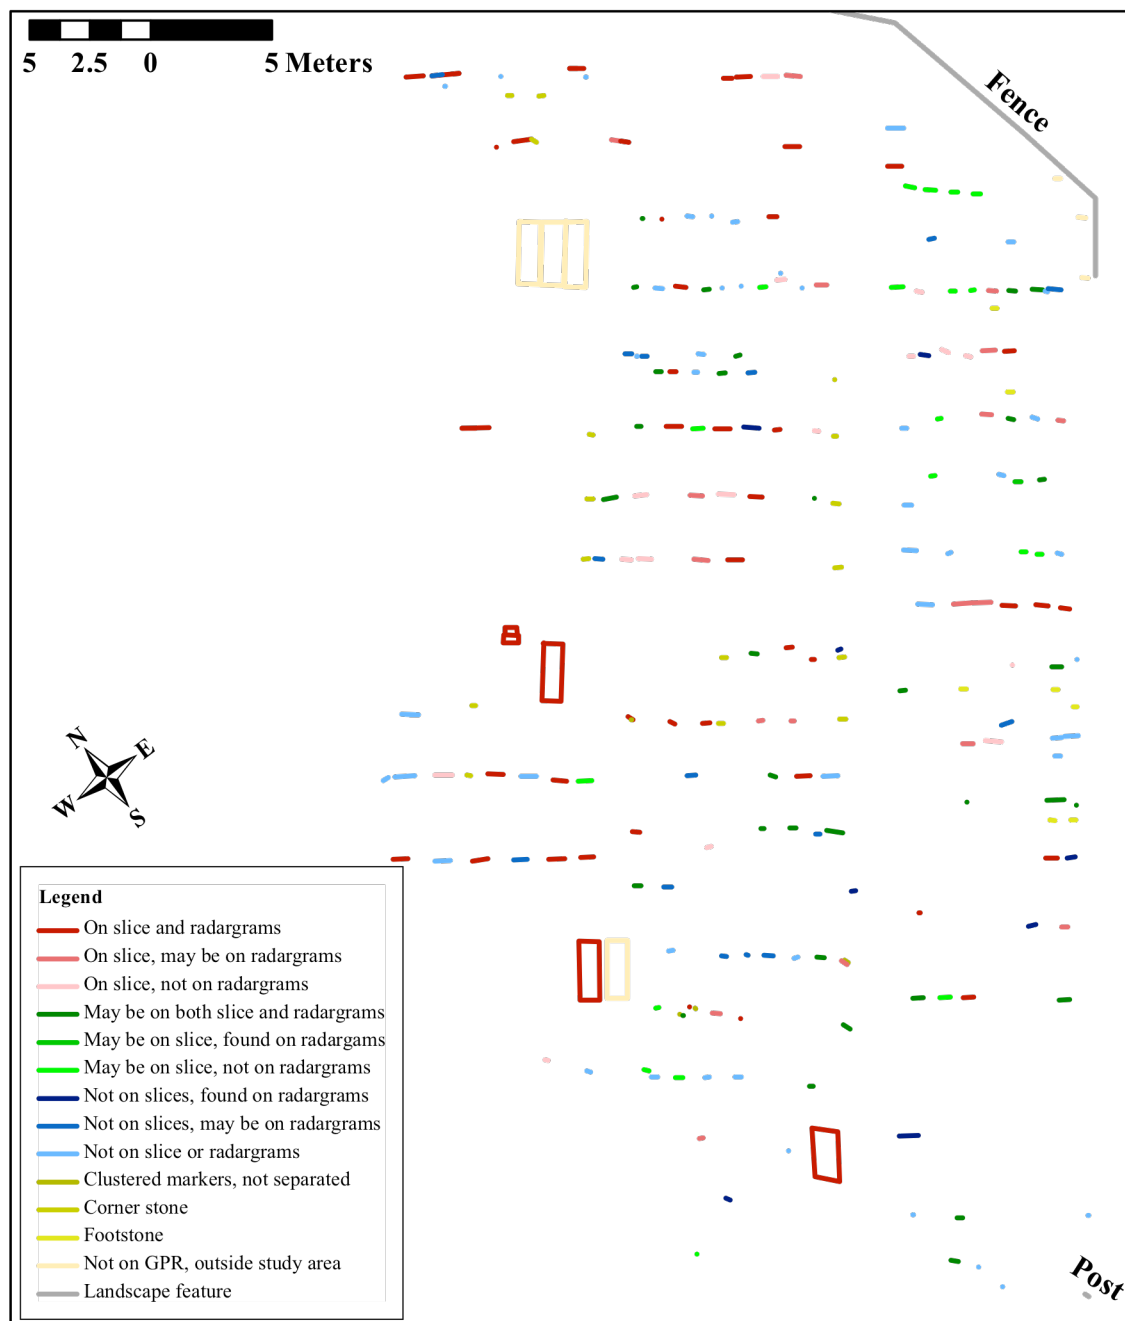 5 2.5 0 5 Meters
Fence
N
E
W
S
Legend
On slice and radargrams
On slice, may be on radargrams
On slice, not on radargrams
May be on both slice and radargrams
May be on slice, found on radargams
May be on slice, not on radargrams
Not on slices, found on radargrams
Not on slices, may be on radargrams
Not on slice or radargrams
Clustered markers, not separated
Corner stone
Footstone
Not on GPR, outside study area
Landscape feature
Post